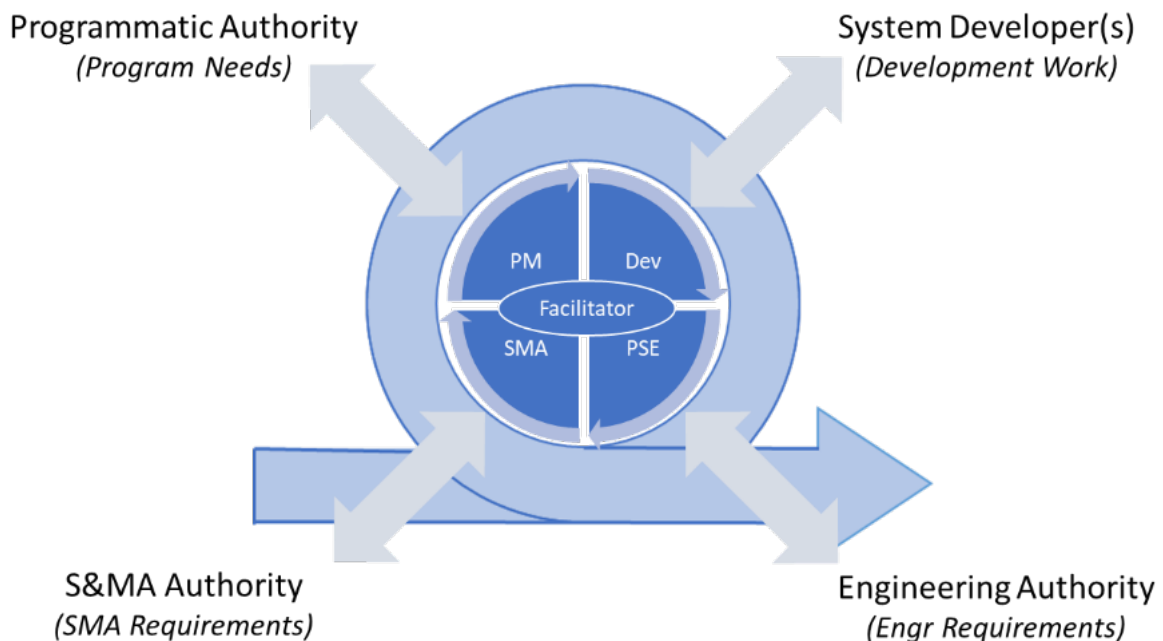 Programmatic Authority
(Program Needs)
System Developer(s)
(Development Work)
PM
Dev
Facilitator
SMA
PSE
S&MA Authority
(SMA Requirements)
Engineering Authority
(Engr Requirements)